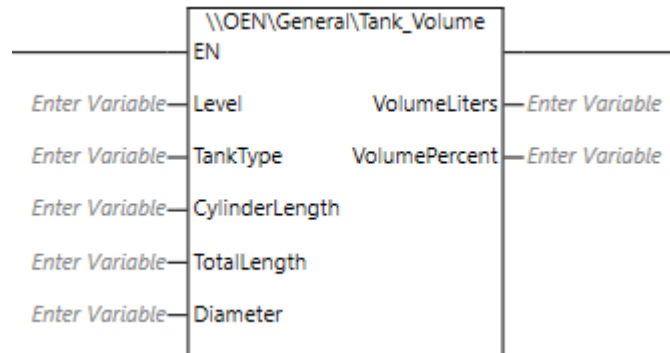 \\OEN\General\Tank_Volume
EN
Enter Variable Level VolumeLiters Enter Variable
Enter Variable TankType VolumePercent Enter Variable
Enter Variable CylinderLength
Enter Variable TotalLength
Enter Variable Diameter